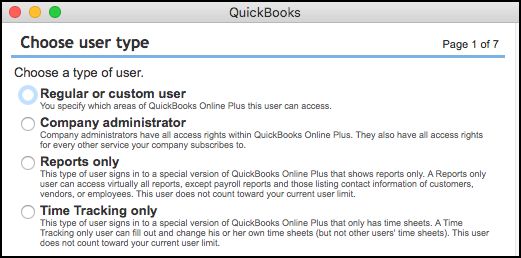 QuickBooks
Choose user type
Page 1 of 7
Choose a type of user.
Regular or custom user
You specify which areas of QuickBooks Online Plus this user can access.
Company administrator
Company administrators have all access rights within QuickBooks Online Plus. They also have all access rights
for every other service your company subscribes to.
Reports only
This type of user signs in to a special version of QuickBooks Online Plus that shows reports only. A Reports only
user can access virtually all reports, except payroll reports and those listing contact information of customers,
vendors, or employees. This user does not count toward your current user limit.
Time Tracking only
This type of user signs in to a special version of QuickBooks Online Plus that only has time sheets. A Time
Tracking only user can fill out and change his or her own time sheets (but not other users' time sheets). This user
does not count toward your current user limit.